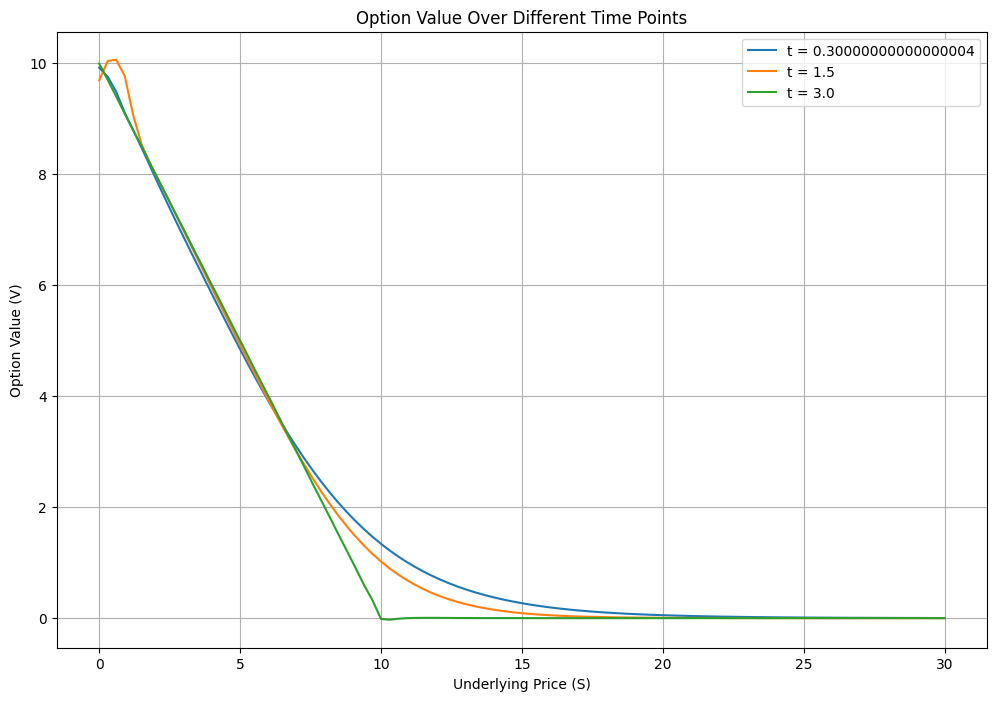 Option Value Over Different Time Points
t = 0.30000000000000004
t = 1.5
t = 3.0
10
8
6
4
2
0
Option Value (V)
0 5 10 15 20 25 30
Underlying Price (S)